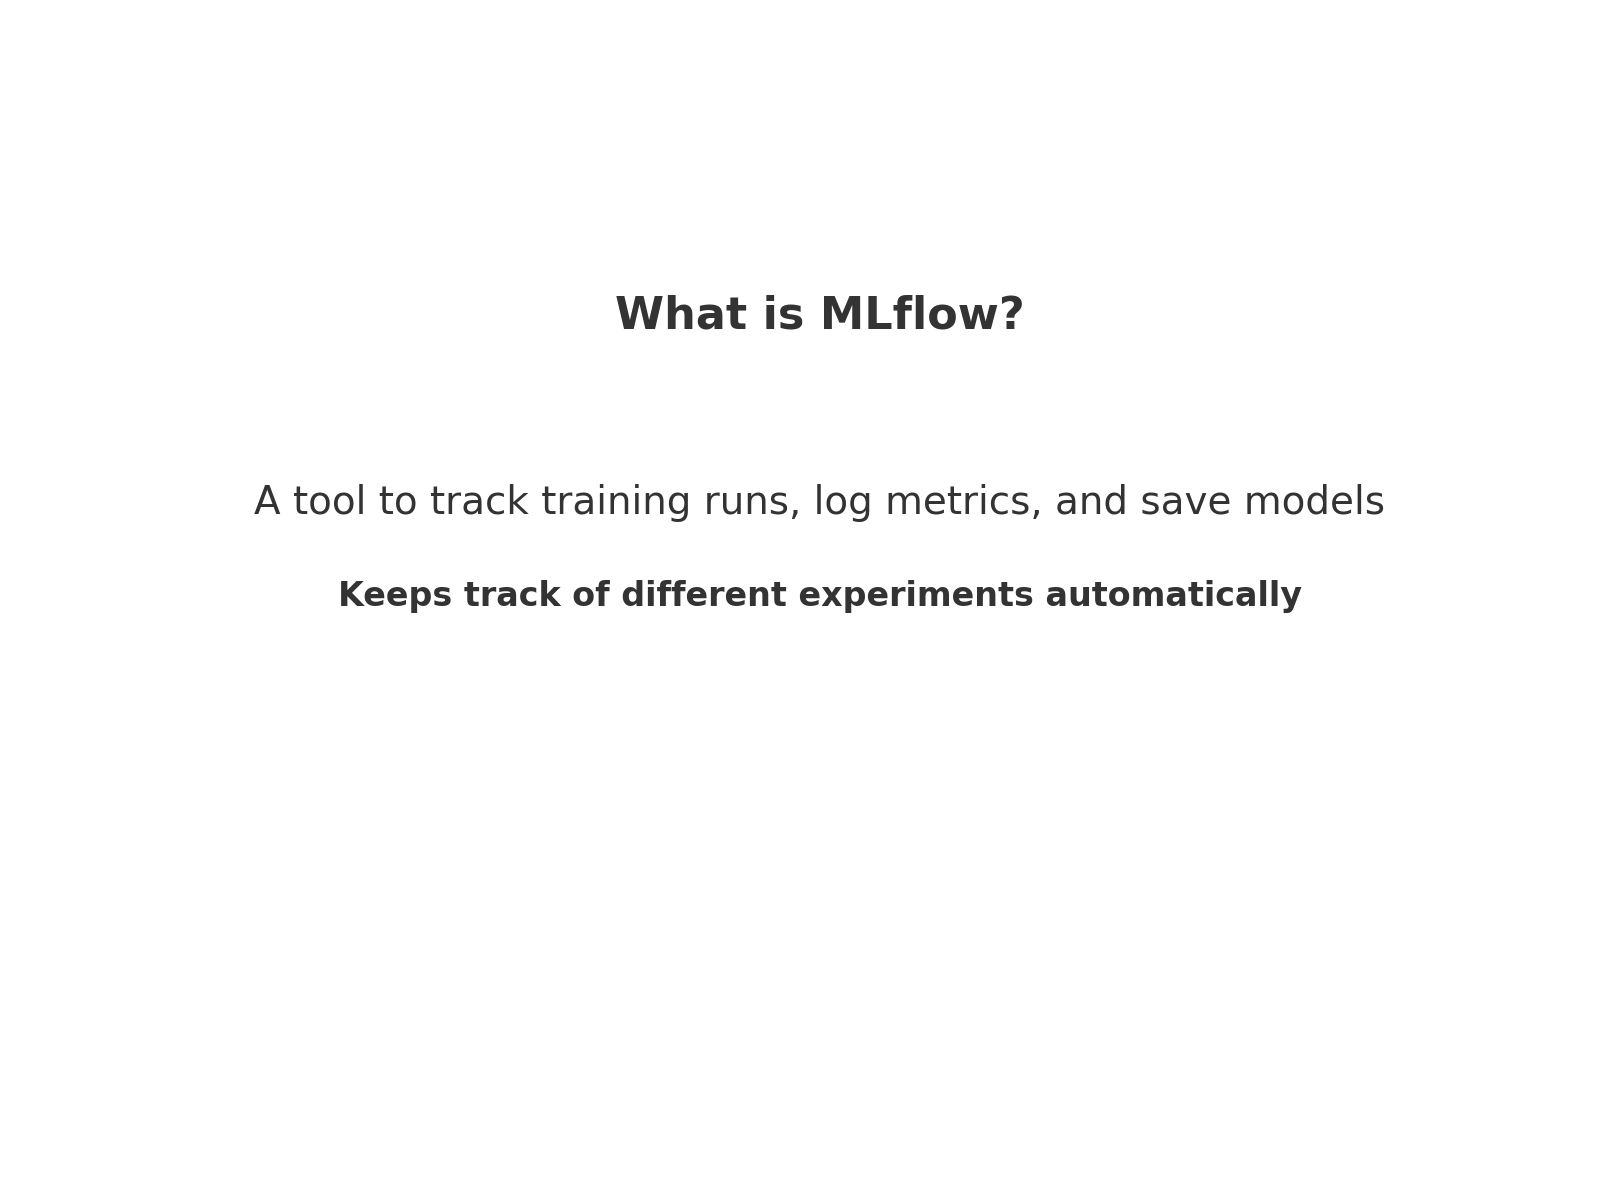 What is MLflow?
A tool to track training runs, log metrics, and save models
Keeps track of different experiments automatically